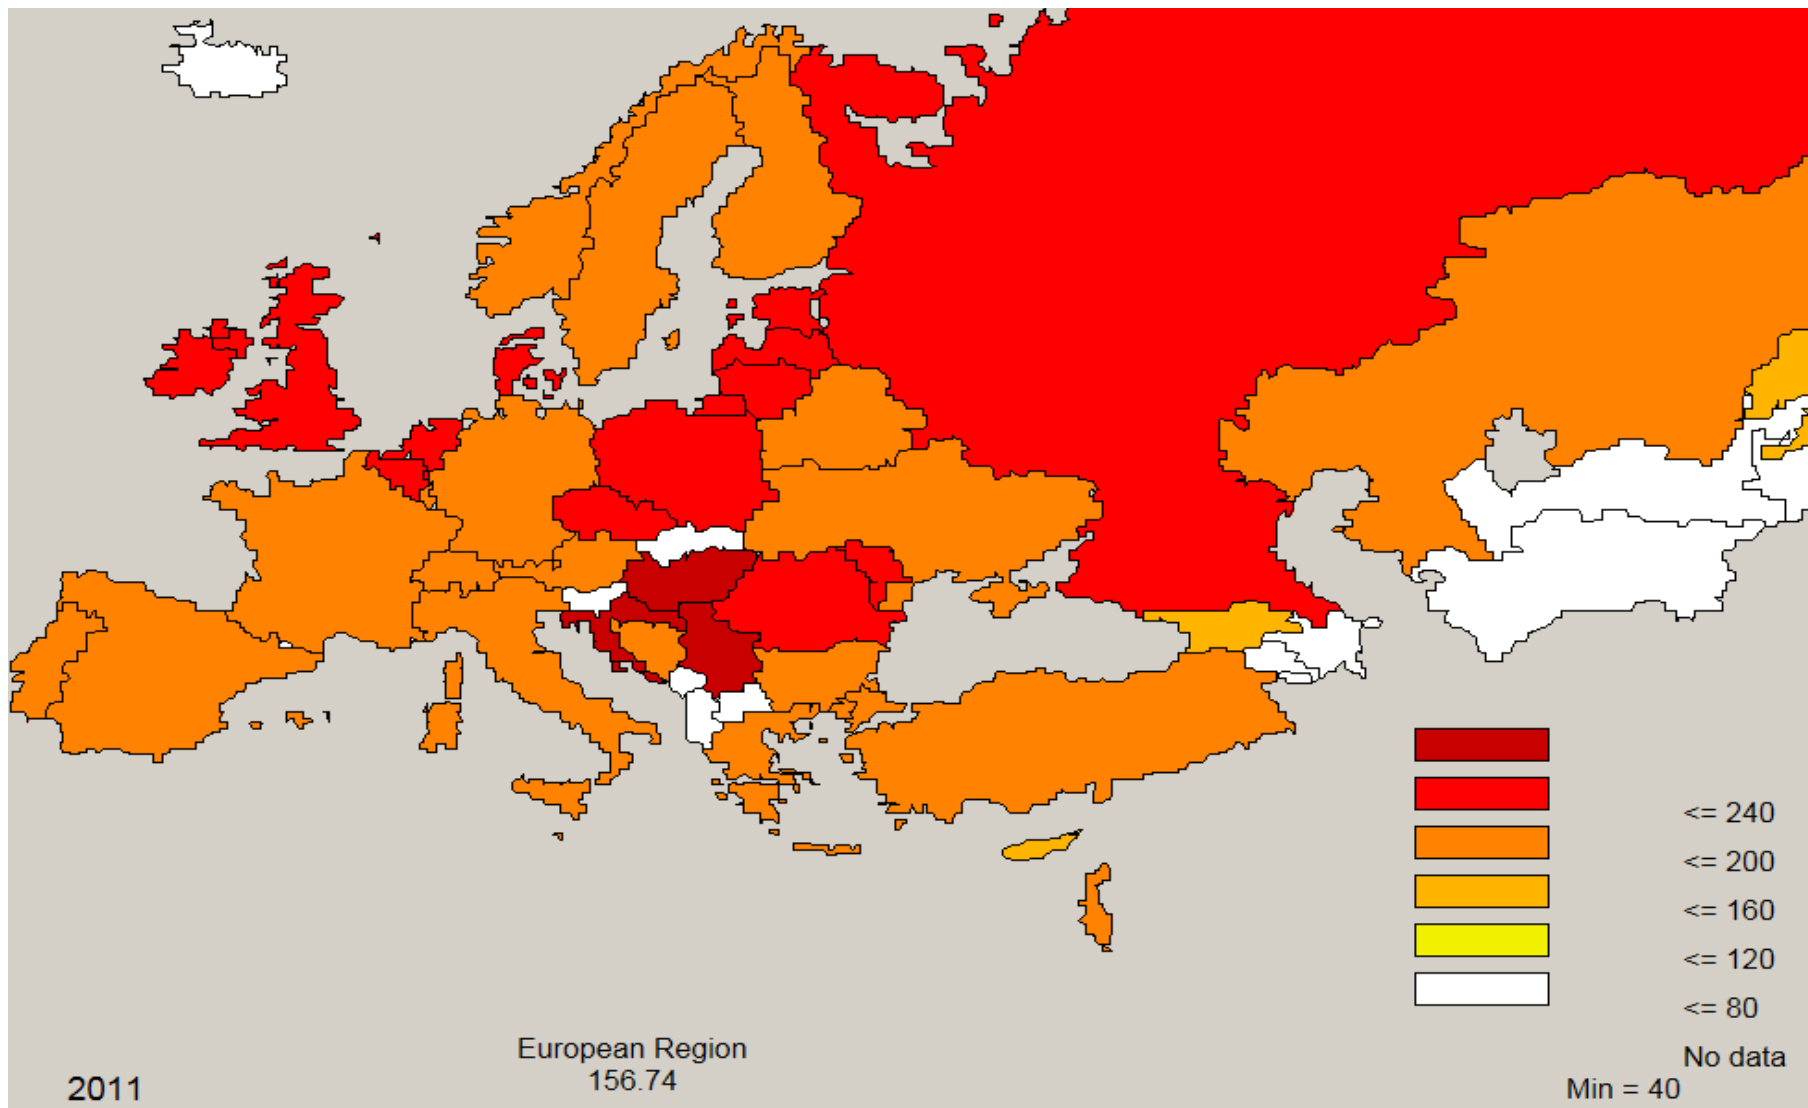 <= 240
<= 200
<= 160
<= 120
<= 80
No data
Min = 40
European Region
156.74
2011